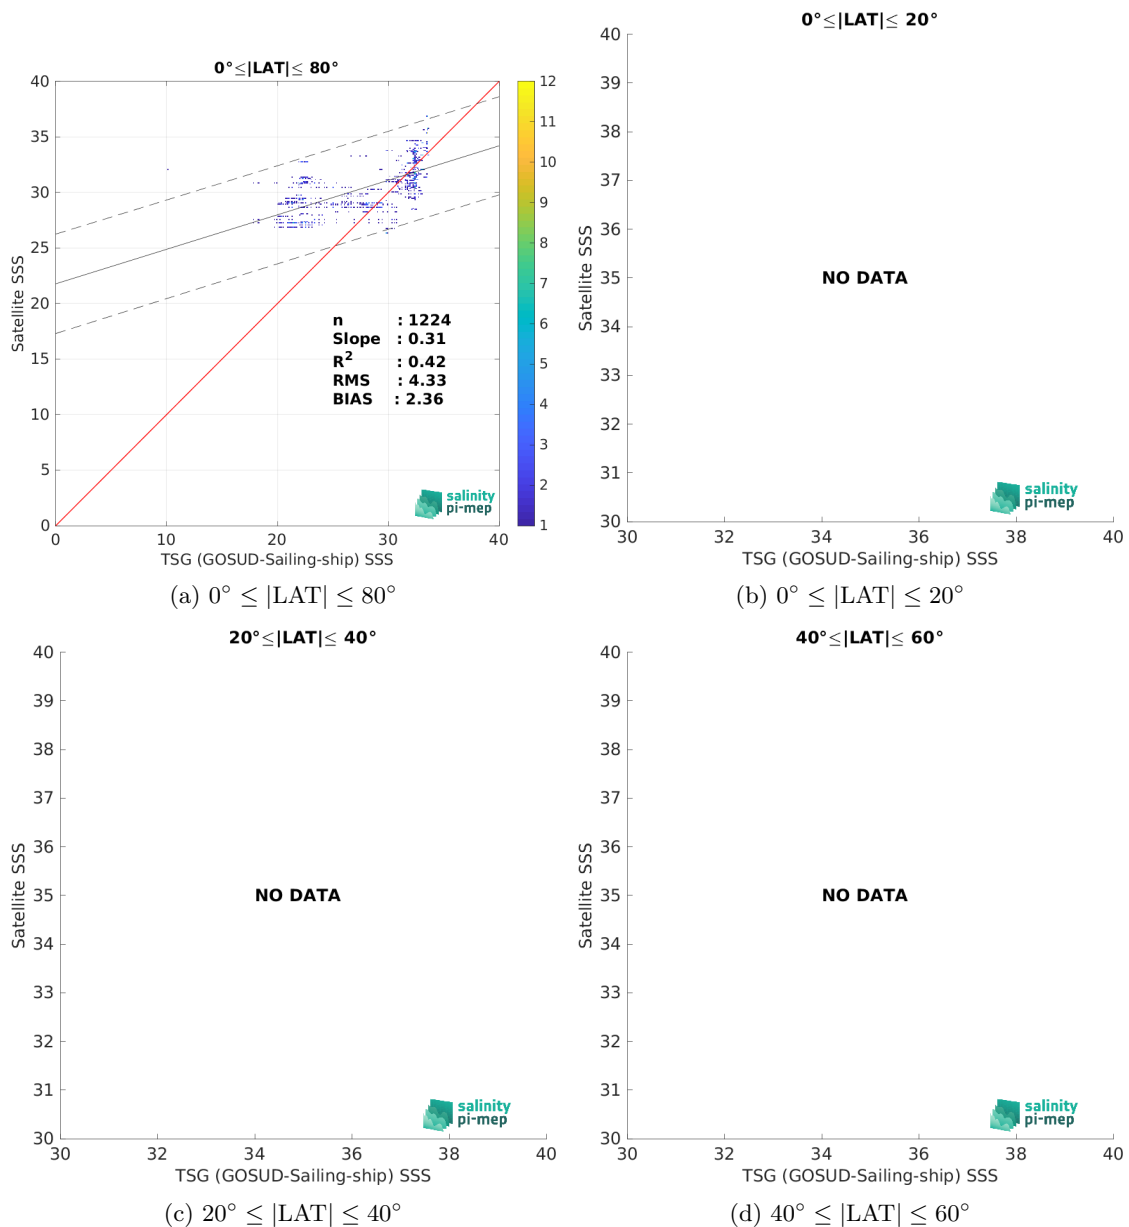 0°≤|LAT|≤ 80°
40
35
30
25
20
15
10
5
0
Satellite SSS
0
10
20
30
40
TSG (GOSUD-Sailing-ship) SSS
n : 1224
Slope : 0.31
R² : 0.42
RMS : 4.33
BIAS : 2.36
salinity
pi-mep
12
11
10
9
8
7
6
5
4
3
2
1
(a) 0° ≤ |LAT| ≤ 80°
0°≤|LAT|≤ 20°
40
39
38
37
36
35
34
33
32
31
30
Satellite SSS
NO DATA
salinity
pi-mep
30
32
34
36
38
40
TSG (GOSUD-Sailing-ship) SSS
(b) 0° ≤ |LAT| ≤ 20°
20°≤|LAT|≤ 40°
40
39
38
37
36
35
34
33
32
31
30
Satellite SSS
NO DATA
salinity
pi-mep
30
32
34
36
38
40
TSG (GOSUD-Sailing-ship) SSS
(c) 20° ≤ |LAT| ≤ 40°
40°≤|LAT|≤ 60°
40
39
38
37
36
35
34
33
32
31
30
Satellite SSS
NO DATA
salinity
pi-mep
30
32
34
36
38
40
TSG (GOSUD-Sailing-ship) SSS
(d) 40° ≤ |LAT| ≤ 60°